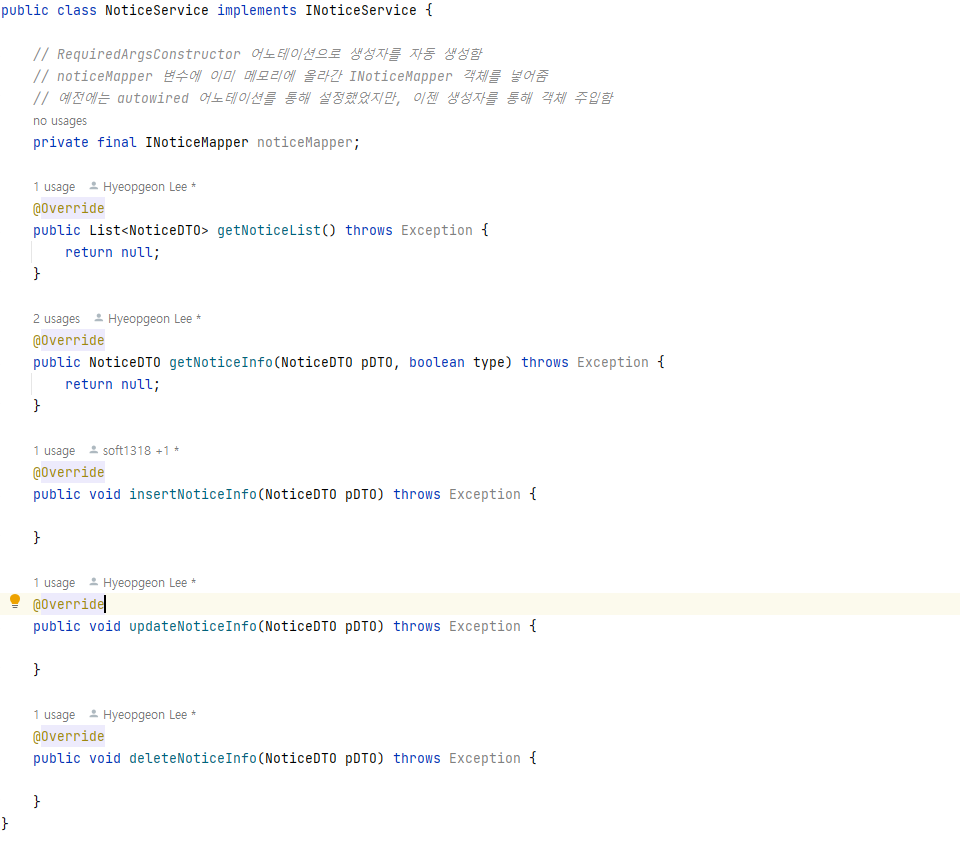 public class NoticeService implements INoticeService {
// RequiredArgsConstructor 어노테이션으로 생성자를 자동 생성함
// noticeMapper 변수에 이미 메모리에 올라간 INoticeMapper 객체를 넣어줌
// 예전에는 autowired 어노테이션를 통해 설정했었지만, 이젠 생성자를 통해 객체 주입함
no usages
private final INoticeMapper noticeMapper;
1 usage Hyeopgeon Lee *
@Override
public List<NoticeDTO> getNoticeList() throws Exception {
return null;
}
2 usages Hyeopgeon Lee *
@Override
public NoticeDTO getNoticeInfo(NoticeDTO pDTO, boolean type) throws Exception {
return null;
}
1 usage soft1318 +1 *
@Override
public void insertNoticeInfo(NoticeDTO pDTO) throws Exception {
}
1 usage Hyeopgeon Lee *
@Override
public void updateNoticeInfo(NoticeDTO pDTO) throws Exception {
}
1 usage Hyeopgeon Lee *
@Override
public void deleteNoticeInfo(NoticeDTO pDTO) throws Exception {
}
}